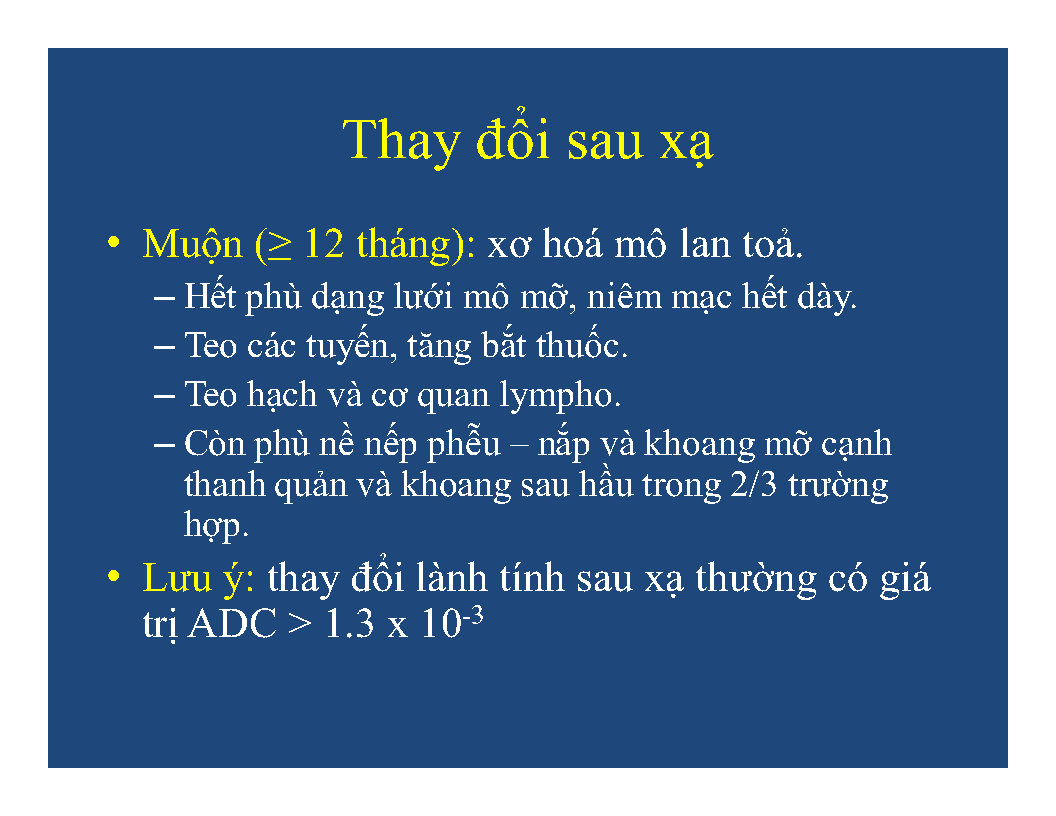 Thay đổi sau xạ
• Muộn (≥ 12 tháng): xơ hoá mô lan toả.
– Hết phù dạng lưới mô mỡ, niêm mạc hết dày.
– Teo các tuyến, tăng bắt thuốc.
– Teo hạch và cơ quan lympho.
– Còn phù nề nếp phễu – nắp và khoang mỡ cạnh
thanh quản và khoang sau hầu trong 2/3 trường
hợp.
• Lưu ý: thay đổi lành tính sau xạ thường có giá
trị ADC > 1.3 x 10⁻³